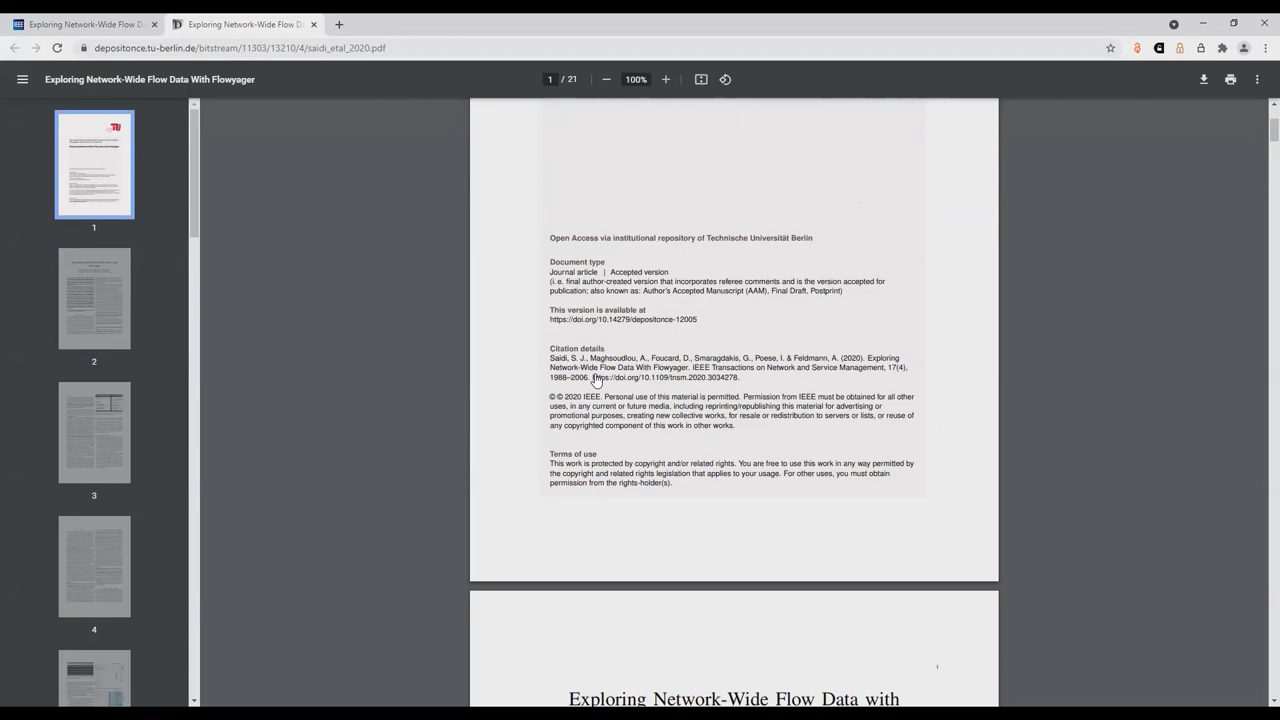 Exploring Network-Wide Flow Da
Exploring Network-Wide Flow D
depositonce.tu-berlin.de/bitstream/11303/13210/4/saidi_etal_2020.pdf
Exploring Network-Wide Flow Data With Flowyager
1 / 21
100%
1
2
3
4
Open Access via institutional repository of Technische Universität Berlin
Document type
Journal article | Accepted version
(i. e. final author-created version that incorporates referee comments and is the version accepted for
publication; also known as: Author's Accepted Manuscript (AAM), Final Draft, Postprint)
This version is available at
https://doi.org/10.14279/depositonce-12005
Citation details
Saidi, S. J., Maghsoudlou, A., Foucard, D., Smaragdakis, G., Poese, I. & Feldmann, A. (2020). Exploring
Network-Wide Flow Data With Flowyager. IEEE Transactions on Network and Service Management, 17(4),
1988–2006. https://doi.org/10.1109/tnsm.2020.3034278.
© © 2020 IEEE. Personal use of this material is permitted. Permission from IEEE must be obtained for all other
uses, in any current or future media, including reprinting/republishing this material for advertising or
promotional purposes, creating new collective works, for resale or redistribution to servers or lists, or reuse of
any copyrighted component of this work in other works.
Terms of use
This work is protected by copyright and/or related rights. You are free to use this work in any way permitted by
the copyright and related rights legislation that applies to your usage. For other uses, you must obtain
permission from the rights-holder(s).
1
Exploring Network-Wide Flow Data with